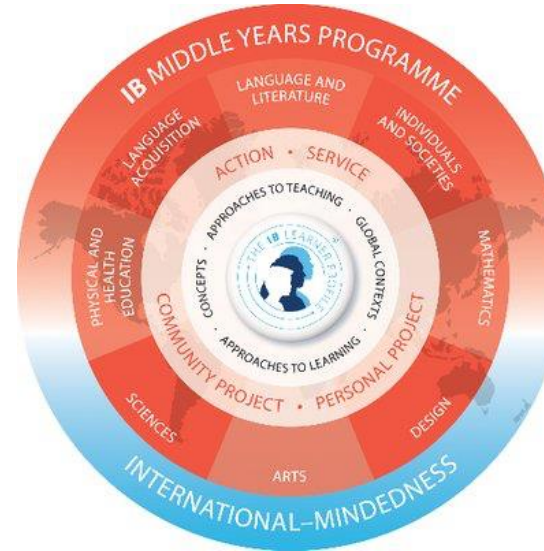 IB MIDDLE YEARS PROGRAMME
LANGUAGE AND
LITERATURE
INDIVIDUALS
AND SOCIETIES
MATHEMATICS
DESIGN
ARTS
SCIENCES
PHYSICAL AND
HEALTH
EDUCATION
LANGUAGE
ACQUISITION
ACTION • SERVICE
PERSONAL PROJECT
•
COMMUNITY PROJECT
APPROACHES TO TEACHING •
GLOBAL CONTEXTS •
APPROACHES TO LEARNING •
CONCEPTS •
THE IB LEARNER PROFILE
INTERNATIONAL–MINDEDNESS